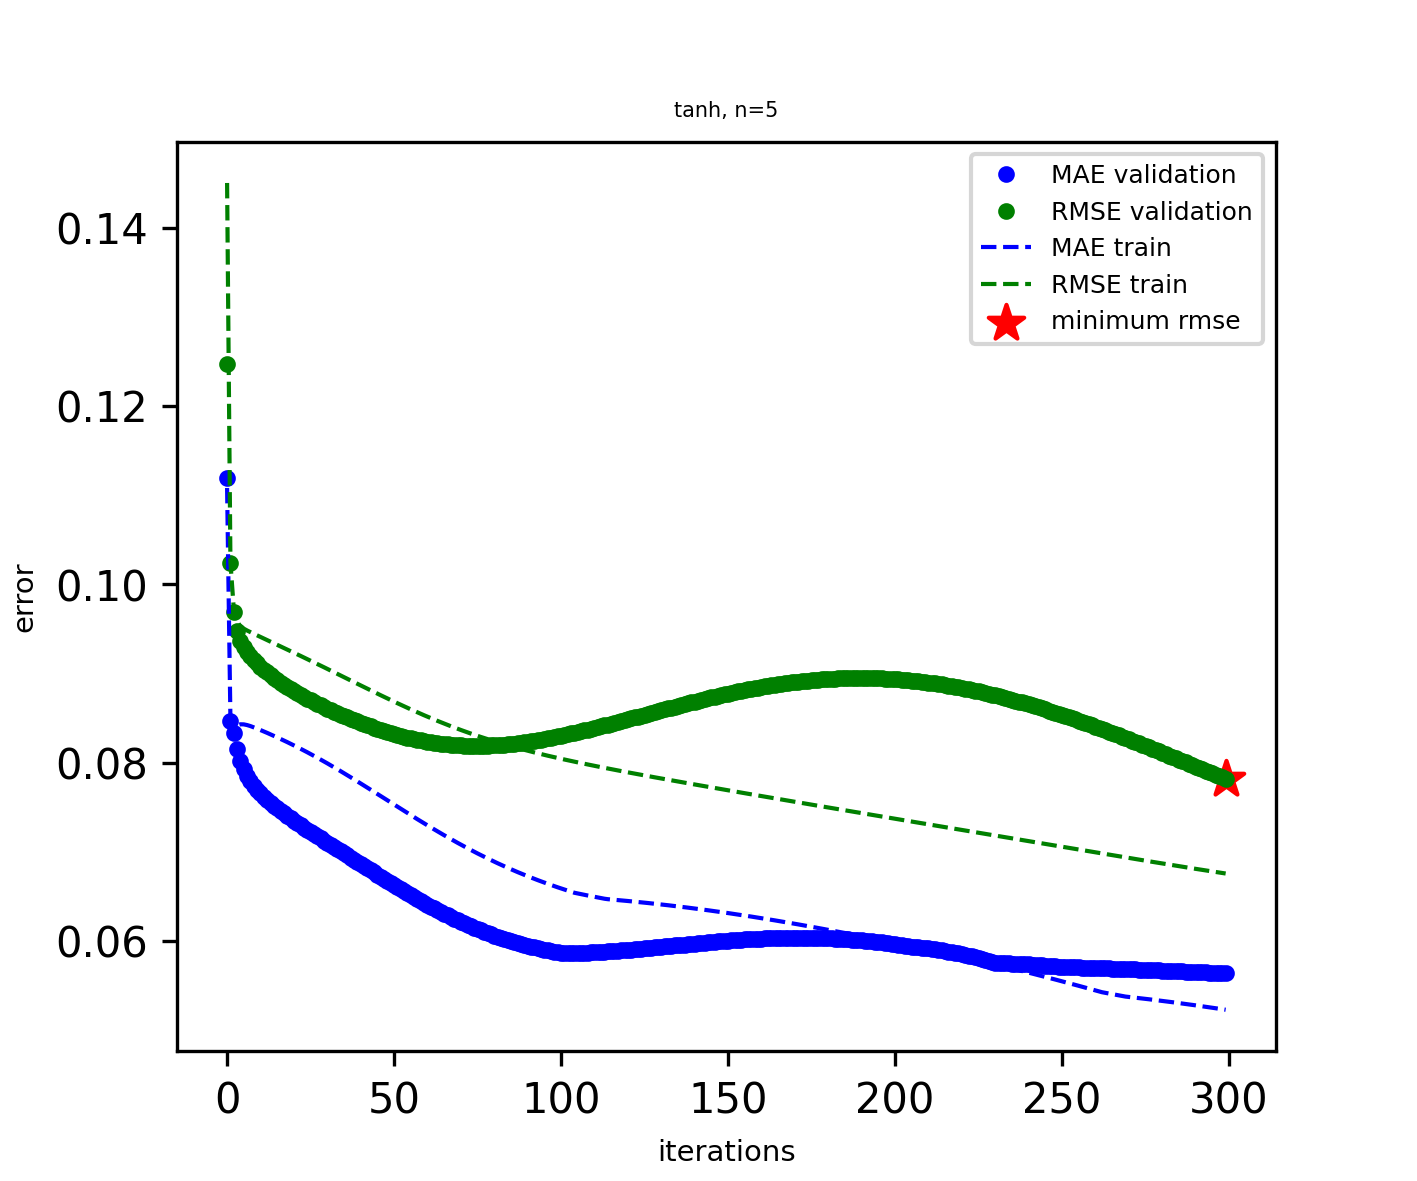 tanh, n=5
MAE validation
RMSE validation
MAE train
RMSE train
minimum rmse
0.14
0.12
0.10
0.08
0.06
error
0 50 100 150 200 250 300
iterations